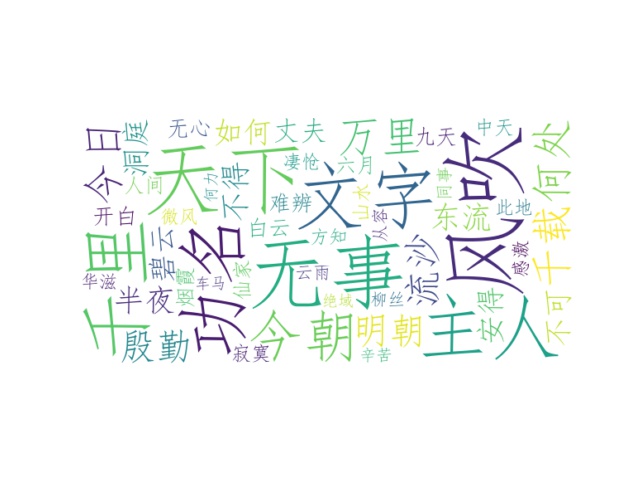 今日
洞庭
无心
如何
丈夫
万里
九天
中天
何处
人间
天下
何力
不得
凄怆
六月
文字
山水
同事
风吹
千里
开白
微风
难辨
从容
东流
此地
千载
碧云
功名
白云
方知
无事
流沙
感激
华滋
烟霞
车马
仙家
云雨
半夜
今朝
绝域
柳丝
明朝
主人
安得
不可
殷勤
寂寞
辛苦